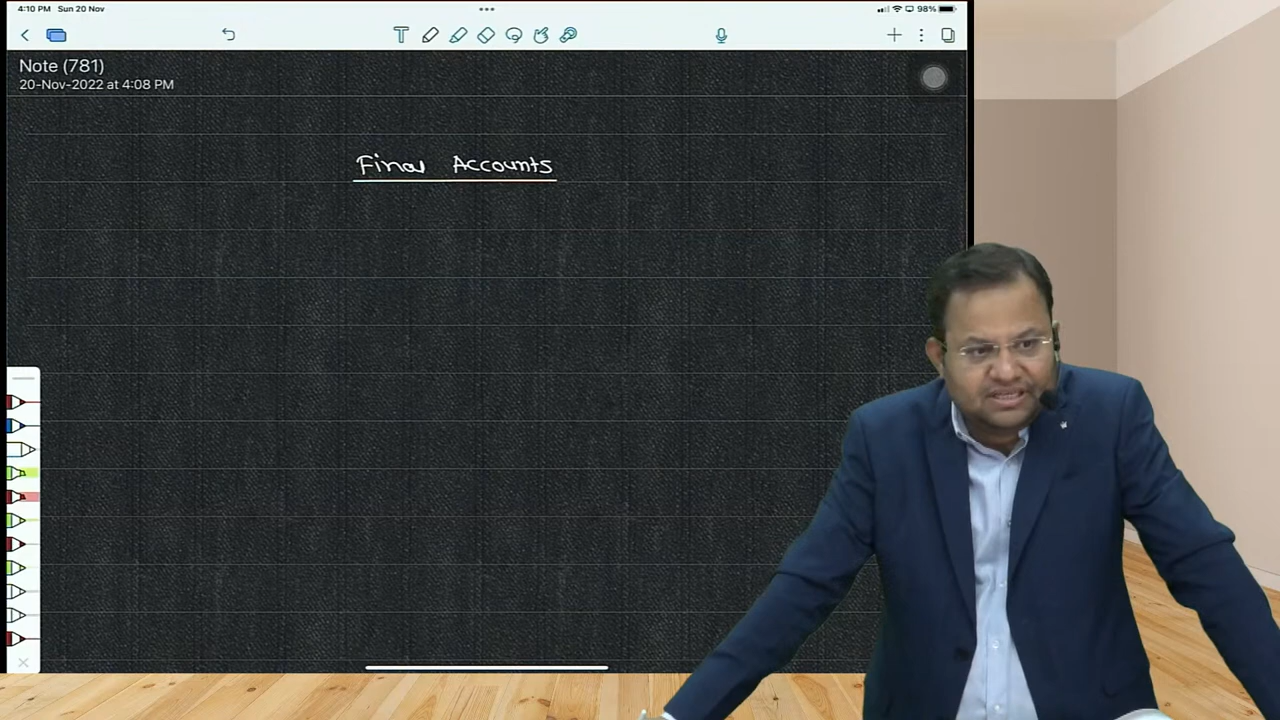 4:10 PM Sun 20 Nov
98%
Note (781)
20-Nov-2022 at 4:08 PM
Final Accounts